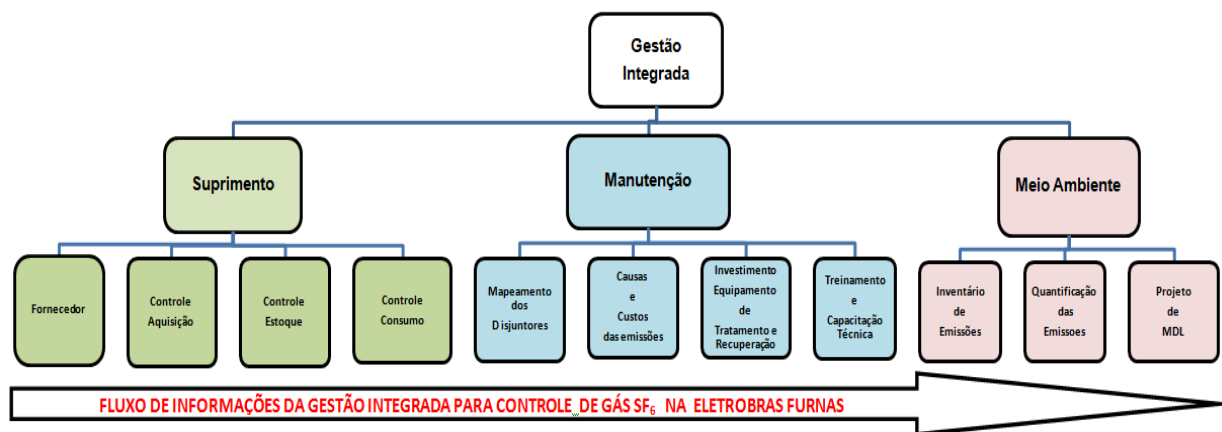 Gestão
Integrada
Suprimento
Manutenção
Meio Ambiente
Fornecedor
Controle
Aquisição
Controle
Estoque
Controle
Consumo
Mapeamento
dos
Disjuntores
Causas
e
Custos
das emissões
Investimento
Equipamento
de
Tratamento e
Recuperação
Treinamento
e
Capacitação
Técnica
Inventário
de
Emissões
Quantificação
das
Emissoes
Projeto
de
MDL
FLUXO DE INFORMAÇÕES DA GESTÃO INTEGRADA PARA CONTROLE DE GÁS SF₆ NA ELETROBRAS FURNAS